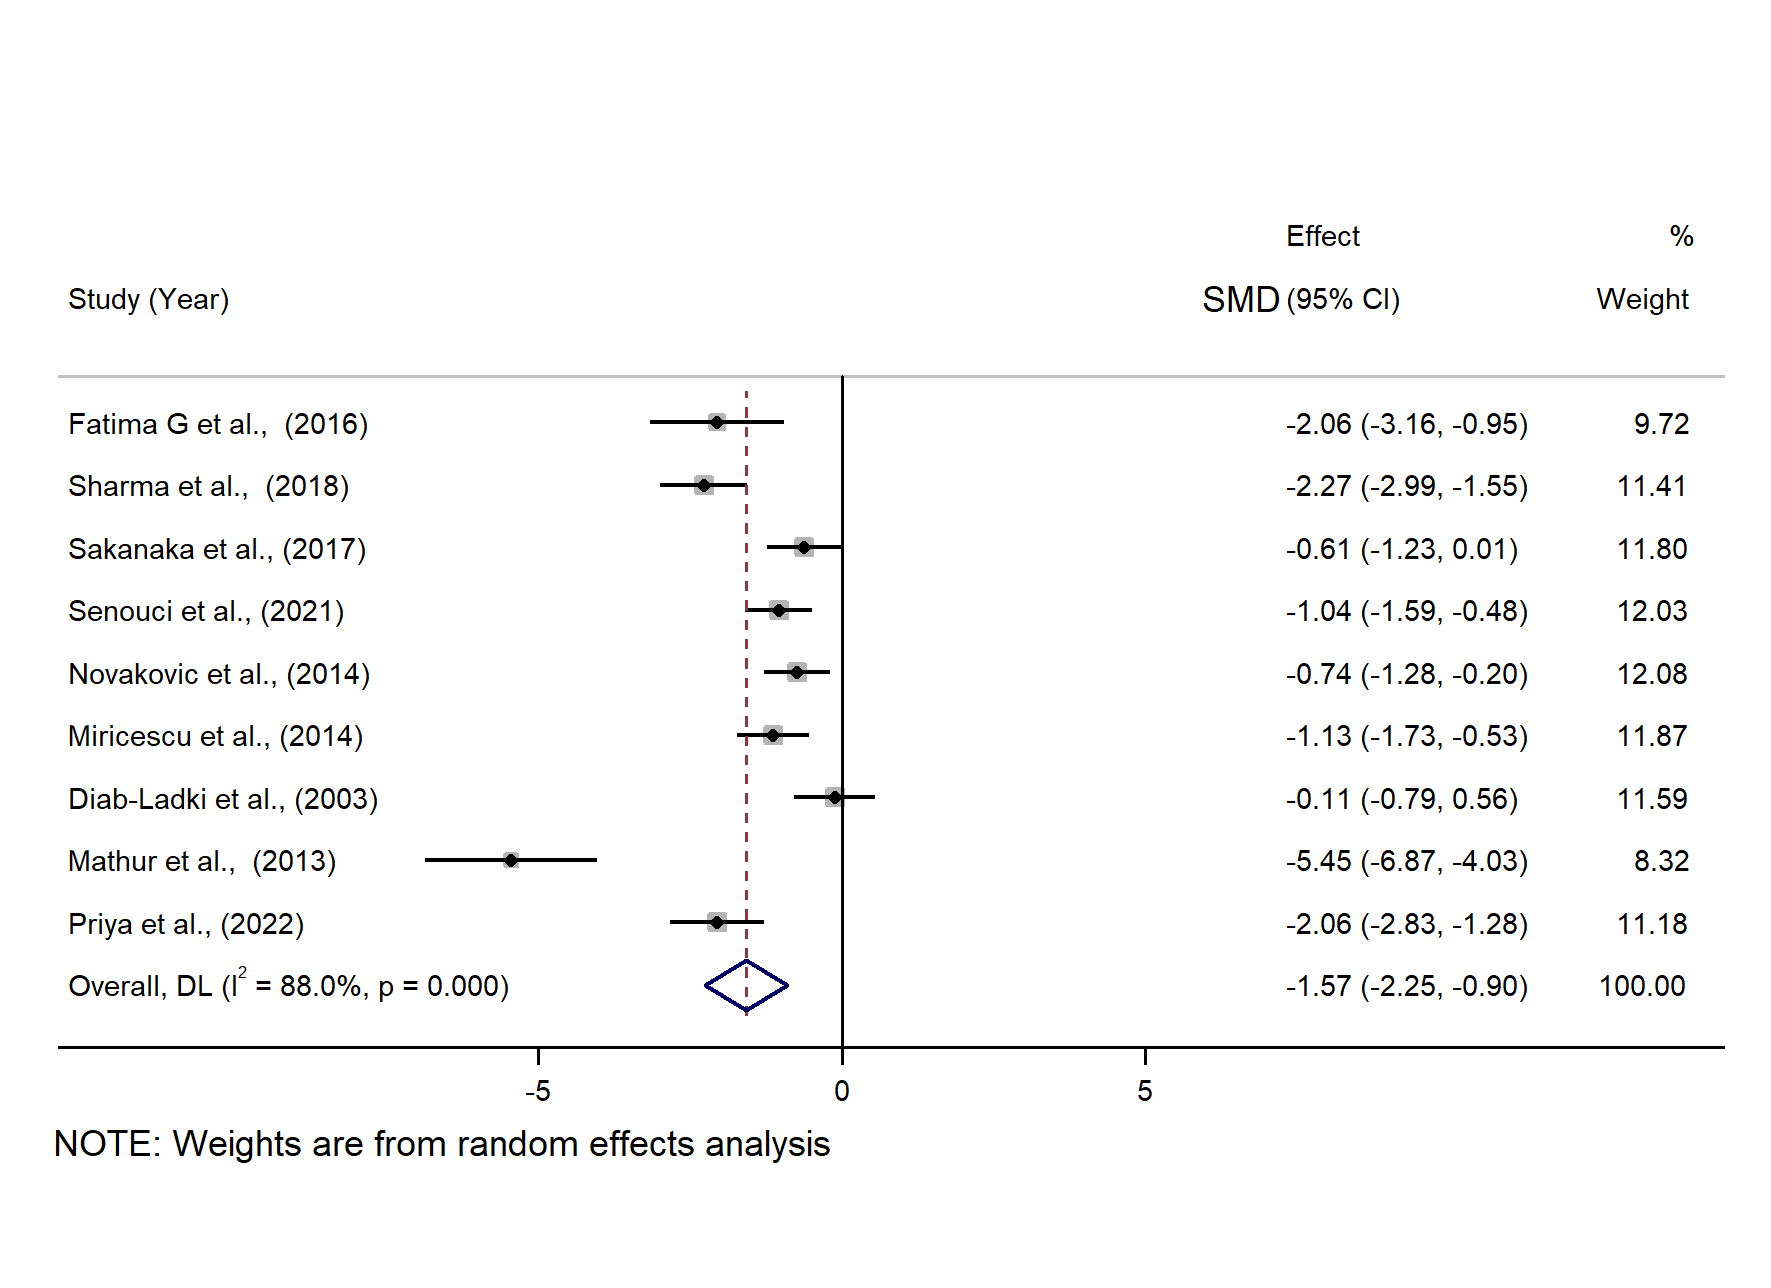 Effect %
Study (Year) SMD (95% CI) Weight
Fatima G et al., (2016) -2.06 (-3.16, -0.95) 9.72
Sharma et al., (2018) -2.27 (-2.99, -1.55) 11.41
Sakanaka et al., (2017) -0.61 (-1.23, 0.01) 11.80
Senouci et al., (2021) -1.04 (-1.59, -0.48) 12.03
Novakovic et al., (2014) -0.74 (-1.28, -0.20) 12.08
Miricescu et al., (2014) -1.13 (-1.73, -0.53) 11.87
Diab-Ladki et al., (2003) -0.11 (-0.79, 0.56) 11.59
Mathur et al., (2013) -5.45 (-6.87, -4.03) 8.32
Priya et al., (2022) -2.06 (-2.83, -1.28) 11.18
Overall, DL (I² = 88.0%, p = 0.000) -1.57 (-2.25, -0.90) 100.00
-5 0 5
NOTE: Weights are from random effects analysis